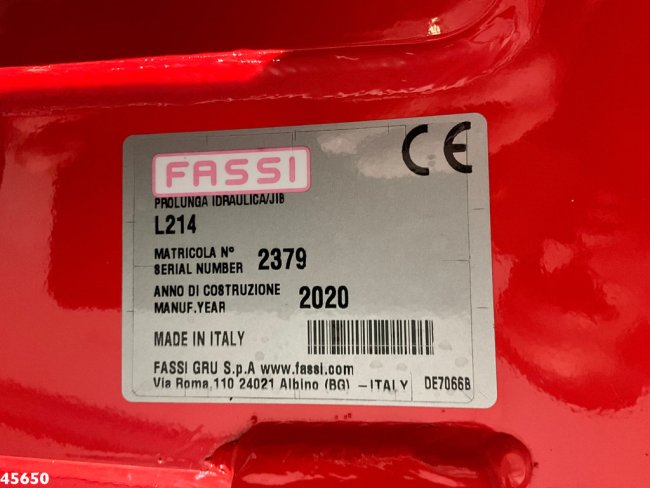 FASSI
CE
PROLUNGA IDRAULICA/JIB
L214
MATRICOLA Nº
SERIAL NUMBER 2379
ANNO DI COSTRUZIONE
MANUF.YEAR 2020
MADE IN ITALY
FASSI GRU S.p.A www.fassi.com
Via Roma,110 24021 Albino (BG) -ITALY DE7066B
45650